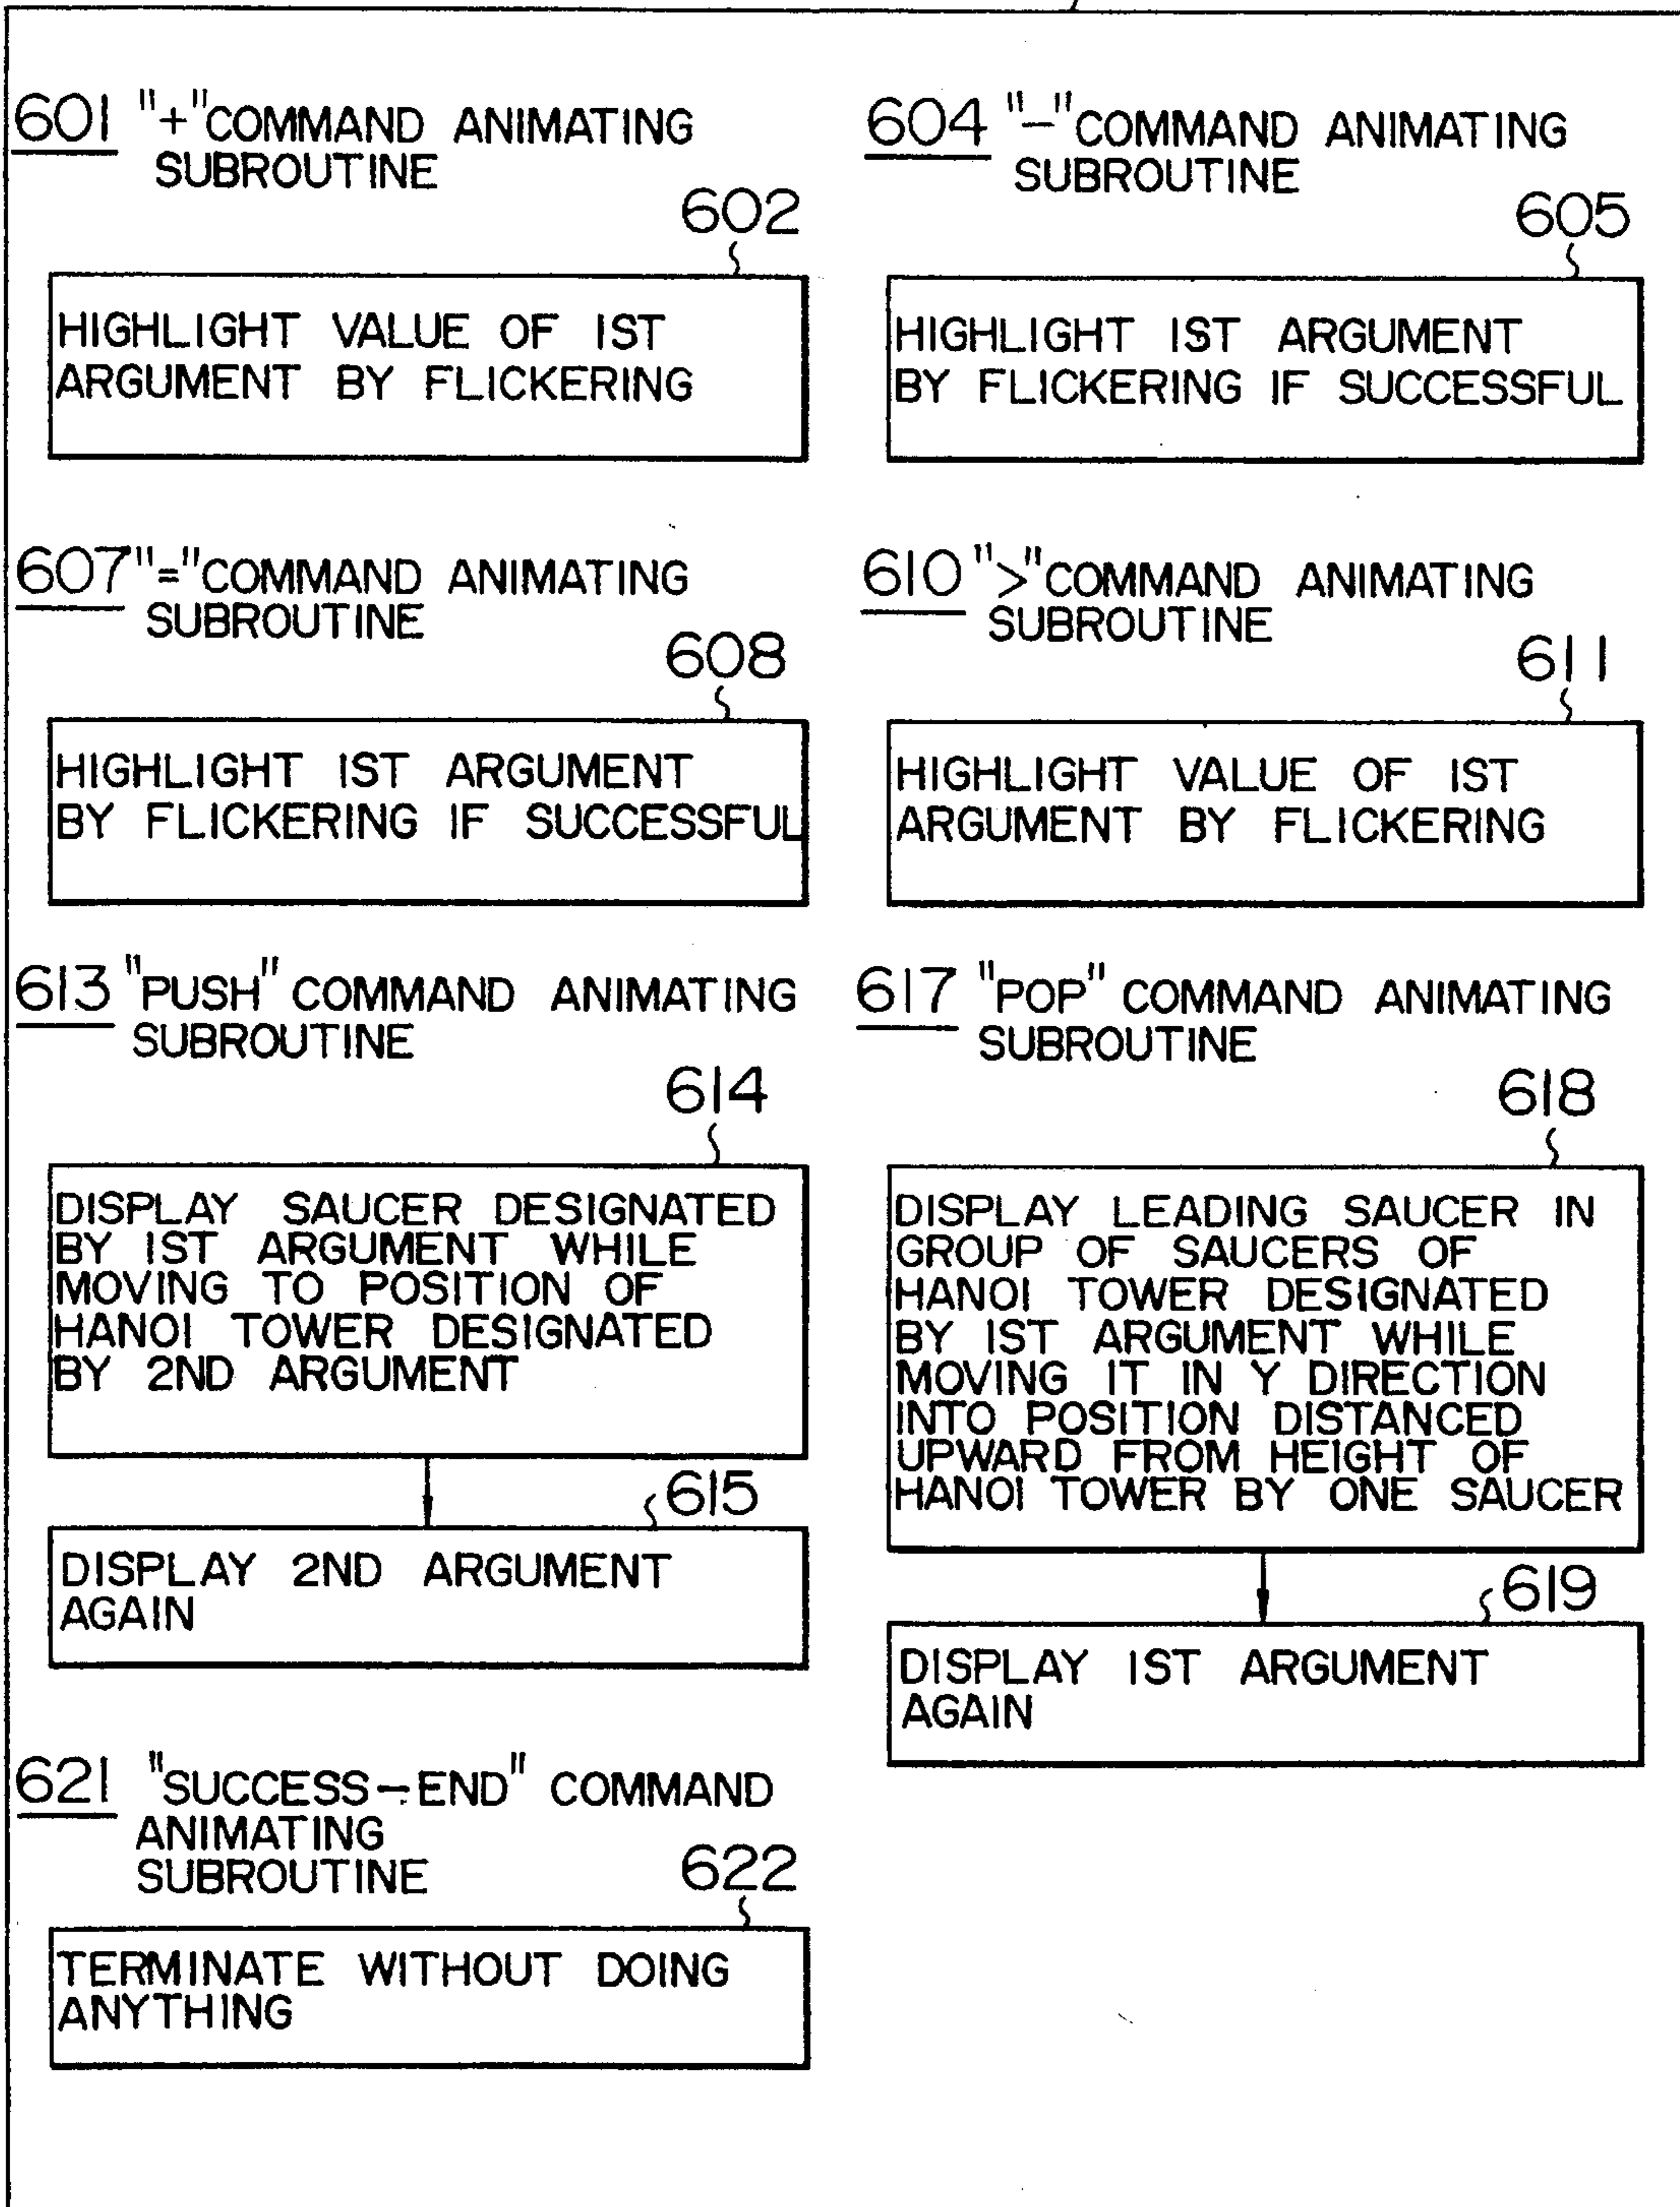 601 "+"COMMAND ANIMATING
SUBROUTINE
602
HIGHLIGHT VALUE OF 1ST
ARGUMENT BY FLICKERING
604 "-"COMMAND ANIMATING
SUBROUTINE
605
HIGHLIGHT 1ST ARGUMENT
BY FLICKERING IF SUCCESSFUL
607 "="COMMAND ANIMATING
SUBROUTINE
608
HIGHLIGHT 1ST ARGUMENT
BY FLICKERING IF SUCCESSFUL
610 ">"COMMAND ANIMATING
SUBROUTINE
611
HIGHLIGHT VALUE OF 1ST
ARGUMENT BY FLICKERING
613 "PUSH" COMMAND ANIMATING
SUBROUTINE
614
DISPLAY SAUCER DESIGNATED
BY 1ST ARGUMENT WHILE
MOVING TO POSITION OF
HANOI TOWER DESIGNATED
BY 2ND ARGUMENT
615
DISPLAY 2ND ARGUMENT
AGAIN
617 "POP" COMMAND ANIMATING
SUBROUTINE
618
DISPLAY LEADING SAUCER IN
GROUP OF SAUCERS OF
HANOI TOWER DESIGNATED
BY 1ST ARGUMENT WHILE
MOVING IT IN Y DIRECTION
INTO POSITION DISTANCED
UPWARD FROM HEIGHT OF
HANOI TOWER BY ONE SAUCER
619
DISPLAY 1ST ARGUMENT
AGAIN
621 "SUCCESS-END" COMMAND
ANIMATING
SUBROUTINE
622
TERMINATE WITHOUT DOING
ANYTHING